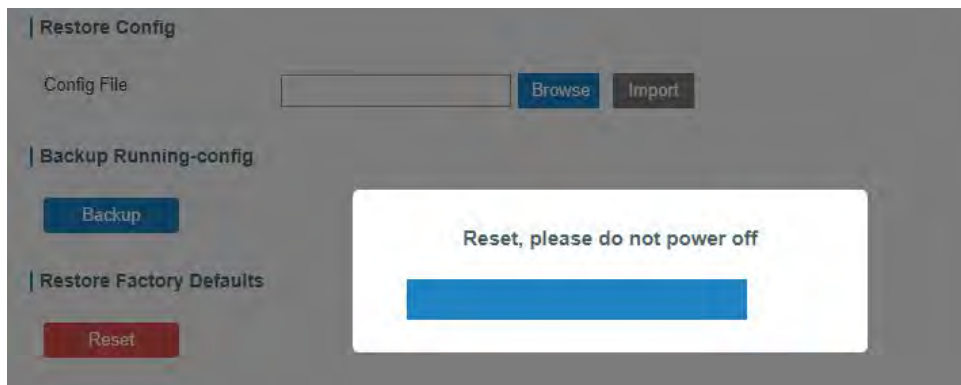 Restore Config
Config File
Browse Import
Backup Running-config
Backup
Reset, please do not power off
Restore Factory Defaults
Reset